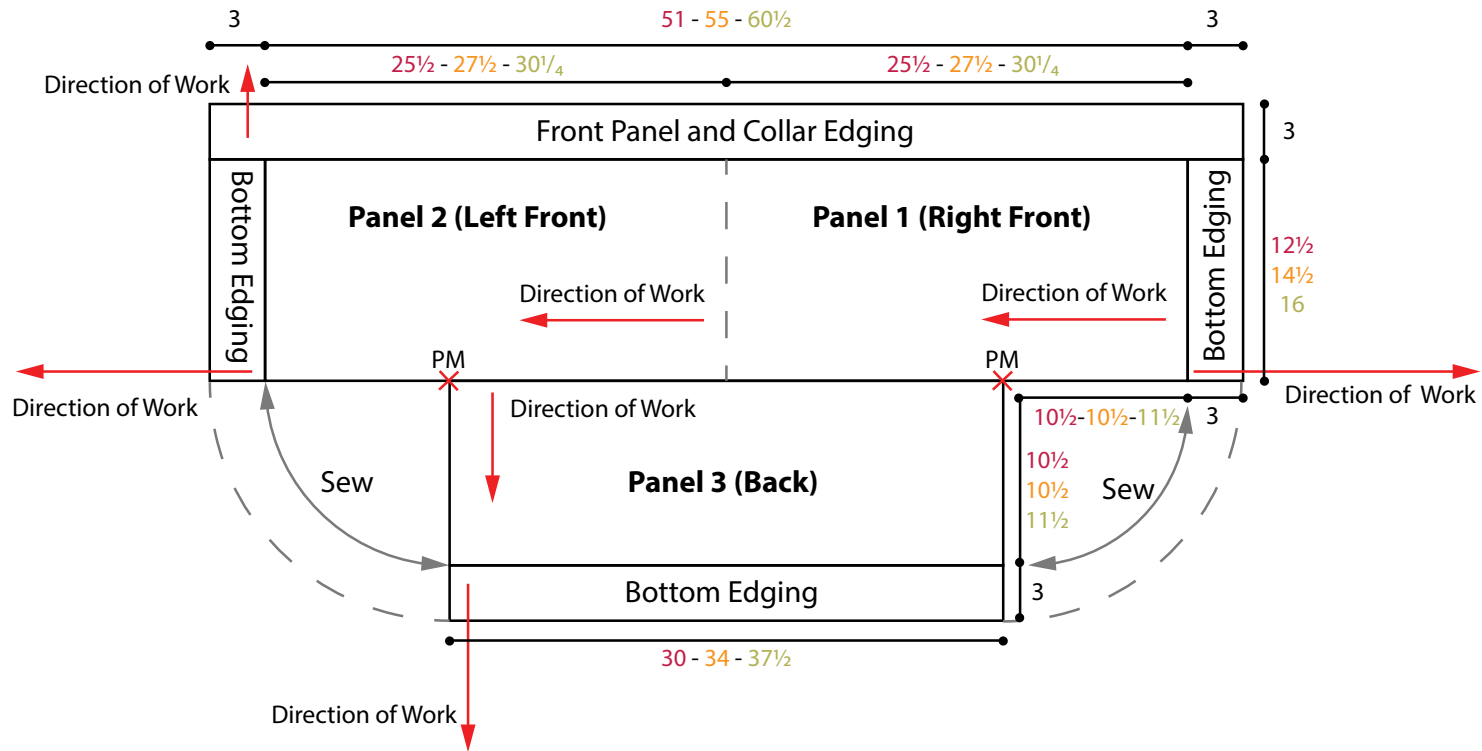 3
51 - 55 - 60½
3
25½ - 27½ - 30¼
25½ - 27½ - 30¼
Direction of Work
Front Panel and Collar Edging
3
Bottom Edging
Panel 2 (Left Front)
Panel 1 (Right Front)
Bottom Edging
12½
14½
16
Direction of Work
Direction of Work
PM
PM
Direction of Work
Direction of Work
Direction of Work
10½-10½-11½
3
Sew
Panel 3 (Back)
10½
10½
11½
Sew
Bottom Edging
3
30 - 34 - 37½
Direction of Work